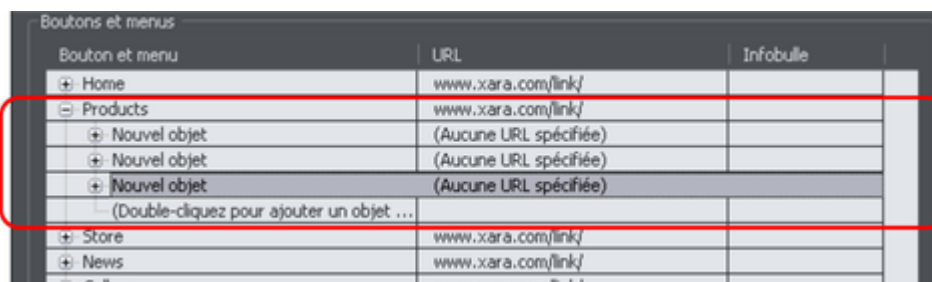 Boutons et menus
Bouton et menu URL Infobulle
Home www.xara.com/link/
Products www.xara.com/link/
Nouvel objet (Aucune URL spécifiée)
Nouvel objet (Aucune URL spécifiée)
Nouvel objet (Aucune URL spécifiée)
(Double-cliquez pour ajouter un objet ...
Store www.xara.com/link/
News www.xara.com/link/